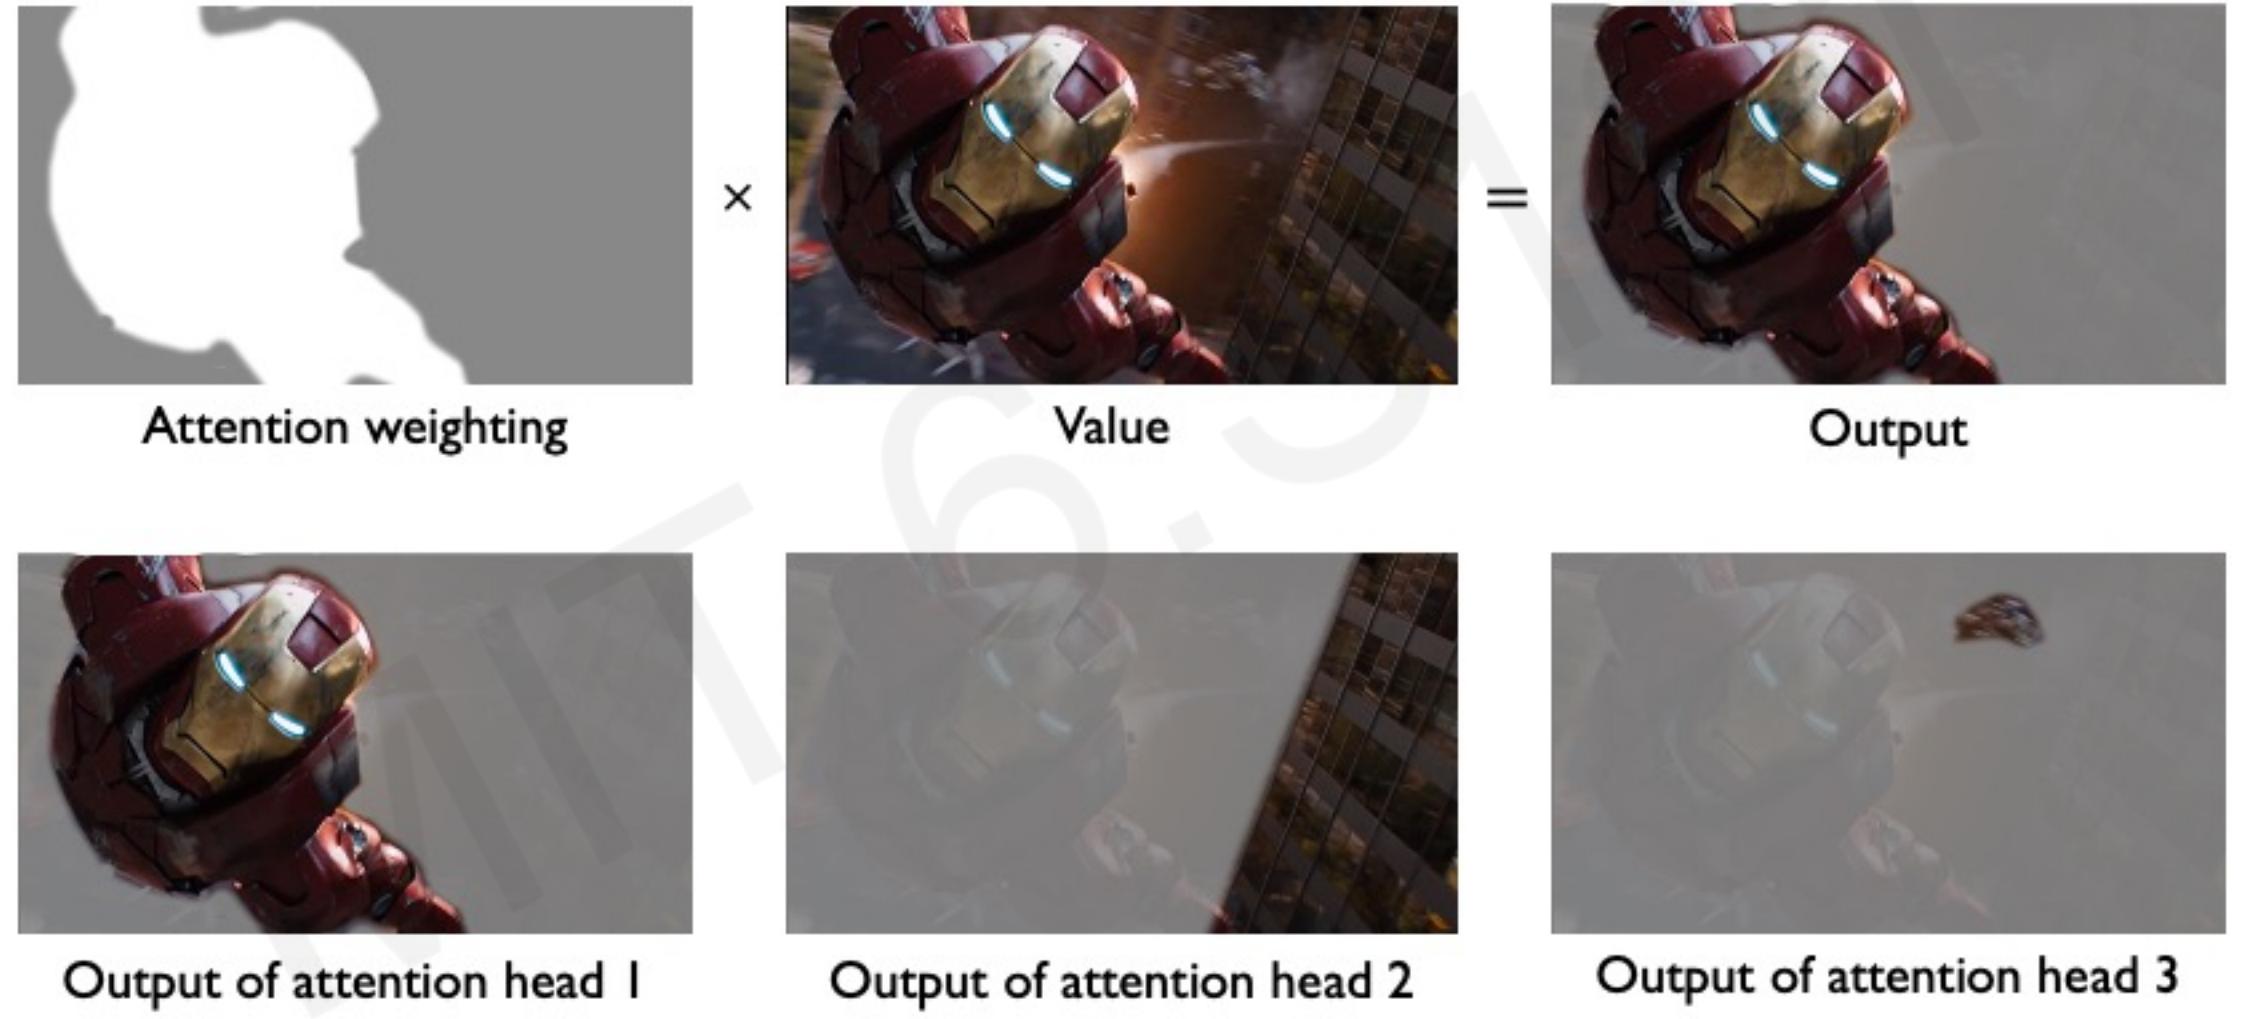 ×
=
Attention weighting
Value
Output
Output of attention head 1
Output of attention head 2
Output of attention head 3
MIT 6.S191